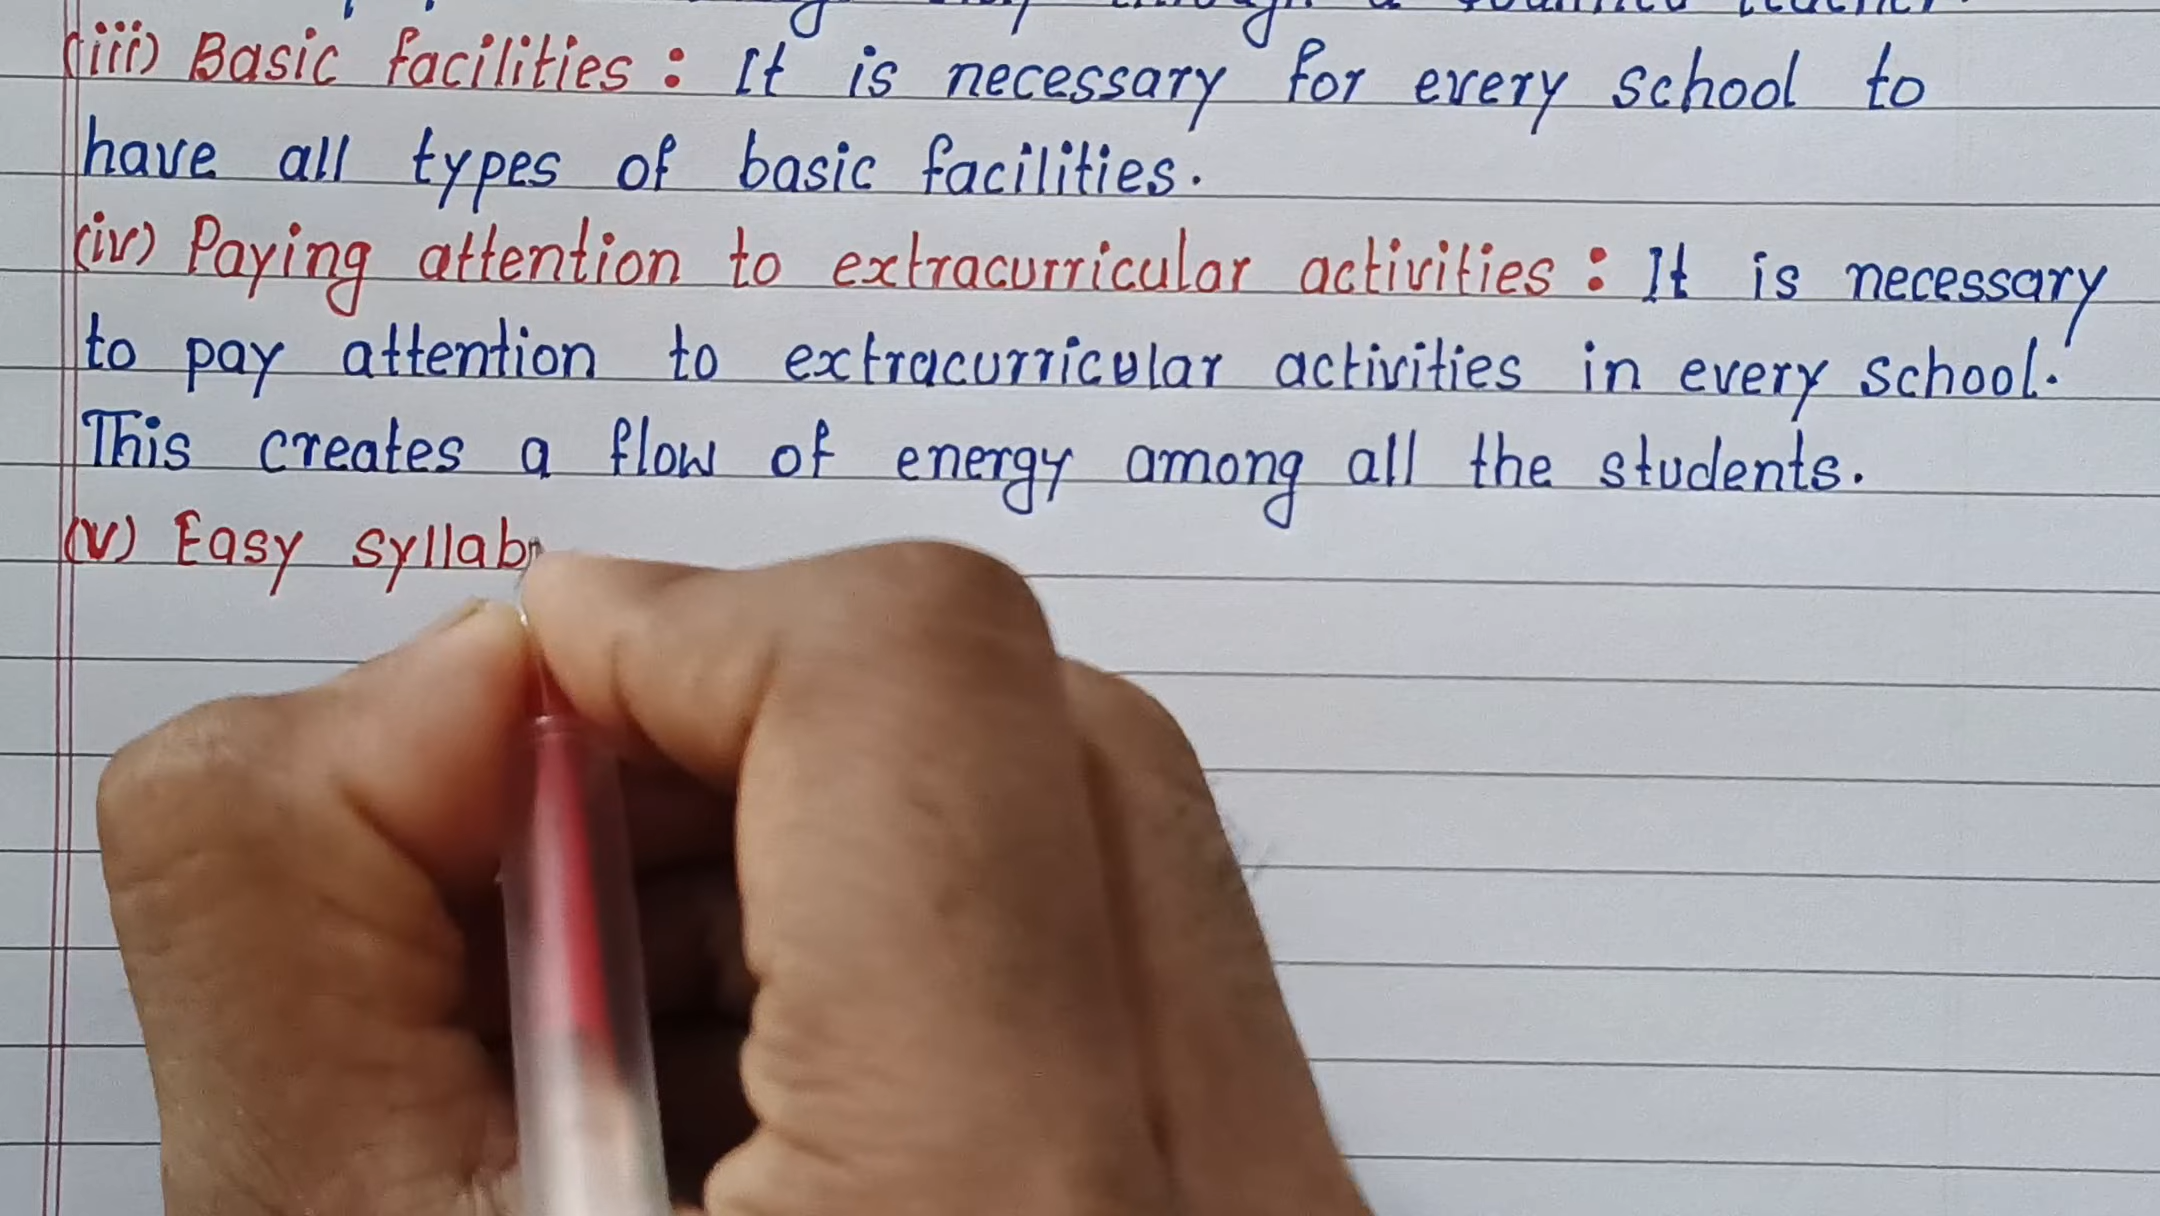 (iii) Basic facilities : It is necessary for every school to
have all types of basic facilities.
(iv) Paying attention to extracurricular activities : It is necessary
to pay attention to extracurricular activities in every school.
This creates a flow of energy among all the students.
(v) Easy syllab